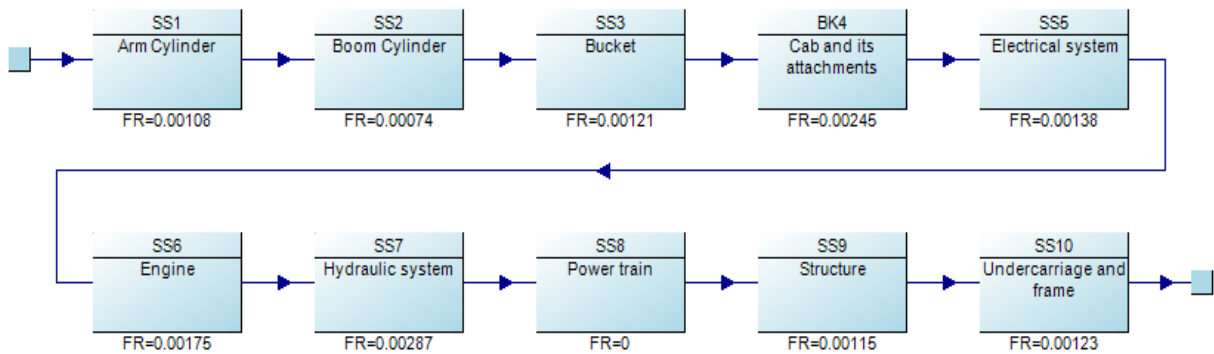 SS1
Arm Cylinder
FR=0.00108
SS2
Boom Cylinder
FR=0.00074
SS3
Bucket
FR=0.00121
BK4
Cab and its
attachments
FR=0.00245
SS5
Electrical system
FR=0.00138
SS6
Engine
FR=0.00175
SS7
Hydraulic system
FR=0.00287
SS8
Power train
FR=0
SS9
Structure
FR=0.00115
SS10
Undercarriage and
frame
FR=0.00123